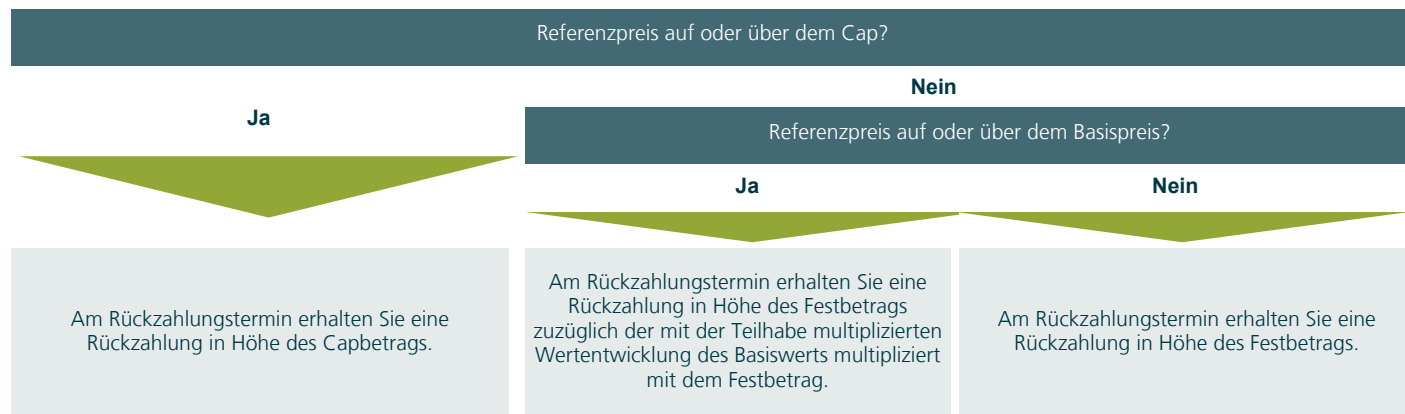 Referenzpreis auf oder über dem Cap?
Ja
Nein
Referenzpreis auf oder über dem Basispreis?
Ja
Nein
Am Rückzahlungstermin erhalten Sie eine
Rückzahlung in Höhe des Capbetrags.
Am Rückzahlungstermin erhalten Sie eine
Rückzahlung in Höhe des Festbetrags
zuzüglich der mit der Teilhabe multiplizierten
Wertentwicklung des Basiswerts multipliziert
mit dem Festbetrag.
Am Rückzahlungstermin erhalten Sie eine
Rückzahlung in Höhe des Festbetrags.